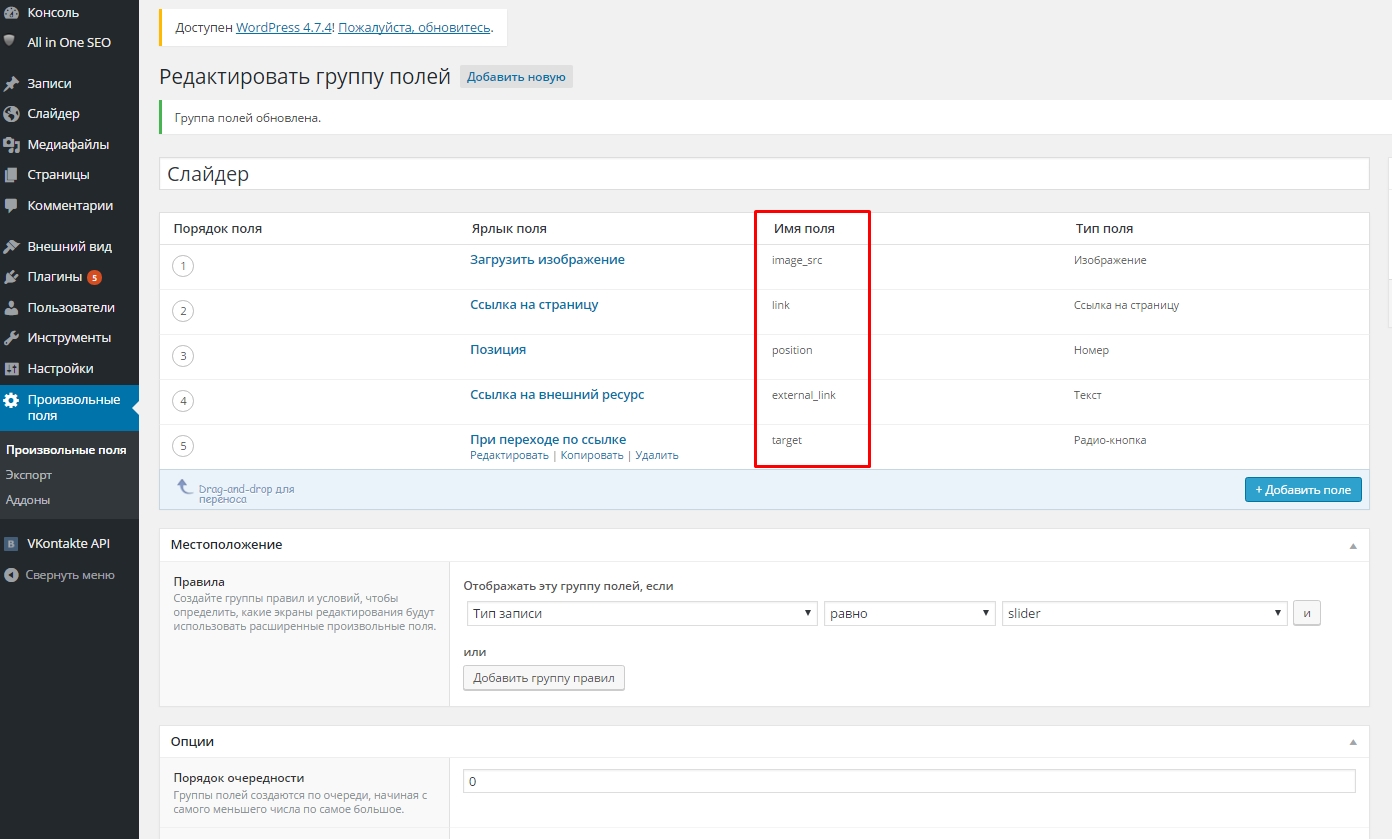 Консоль
All in One SEO
Записи
Слайдер
Медиафайлы
Страницы
Комментарии
Внешний вид
Плагины 5
Пользователи
Инструменты
Настройки
Произвольные
поля
Произвольные поля
Экспорт
Аддоны
B VKontakte API
Свернуть меню
Доступен WordPress 4.7.4! Пожалуйста, обновитесь.
Редактировать группу полей Добавить новую
Группа полей обновлена.
Слайдер
Порядок поля Ярлык поля Имя поля Тип поля
1 Загрузить изображение image_src Изображение
2 Ссылка на страницу link Ссылка на страницу
3 Позиция position Номер
4 Ссылка на внешний ресурс external_link Текст
5 При переходе по ссылке target Радио-кнопка
Редактировать | Копировать | Удалить
Drag-and-drop для
переноса
+ Добавить поле
Местоположение
Правила
Создайте группы правил и условий, чтобы
определить, какие экраны редактирования будут
использовать расширенные произвольные поля.
Отображать эту группу полей, если
Тип записи равно slider и
или
Добавить группу правил
Опции
Порядок очередности
Группы полей создаются по очереди, начиная с
самого меньшего числа по самое большое.
0